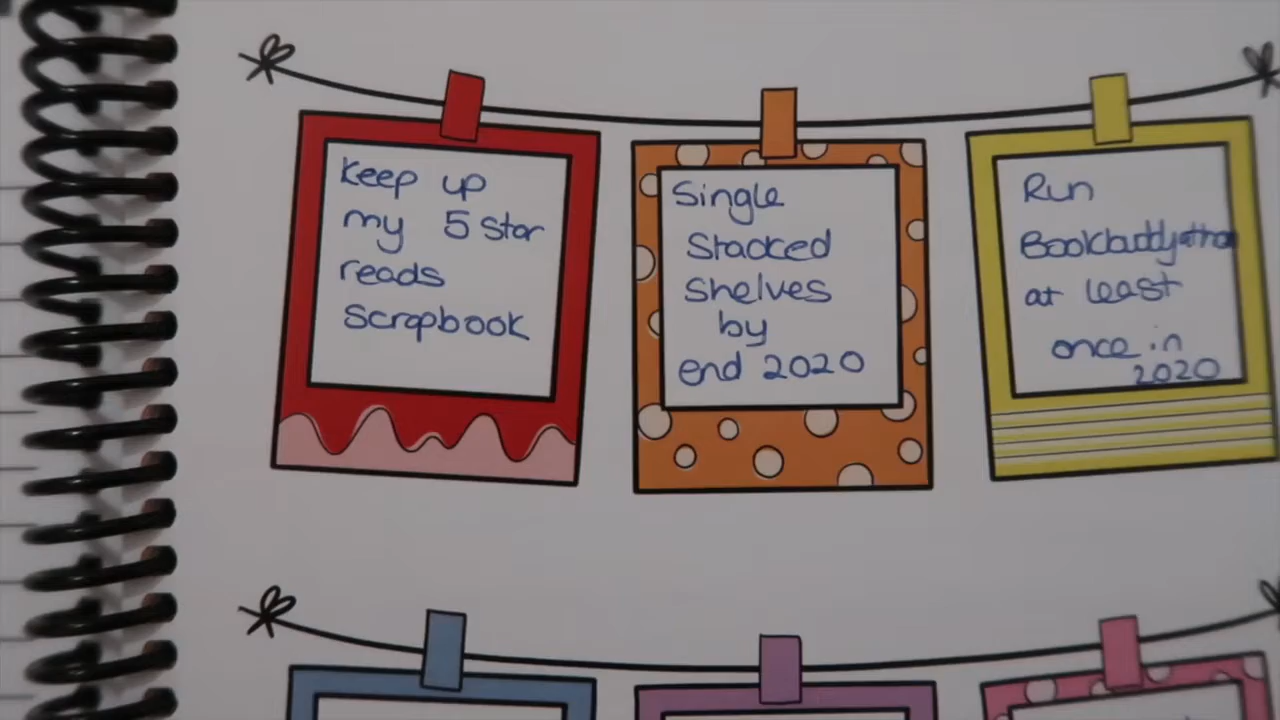 Keep up
my 5 star
reads
Scrapbook
Single
Stacked
Shelves
by
end 2020
Run
Bookbuddyathon
at least
once in
2020